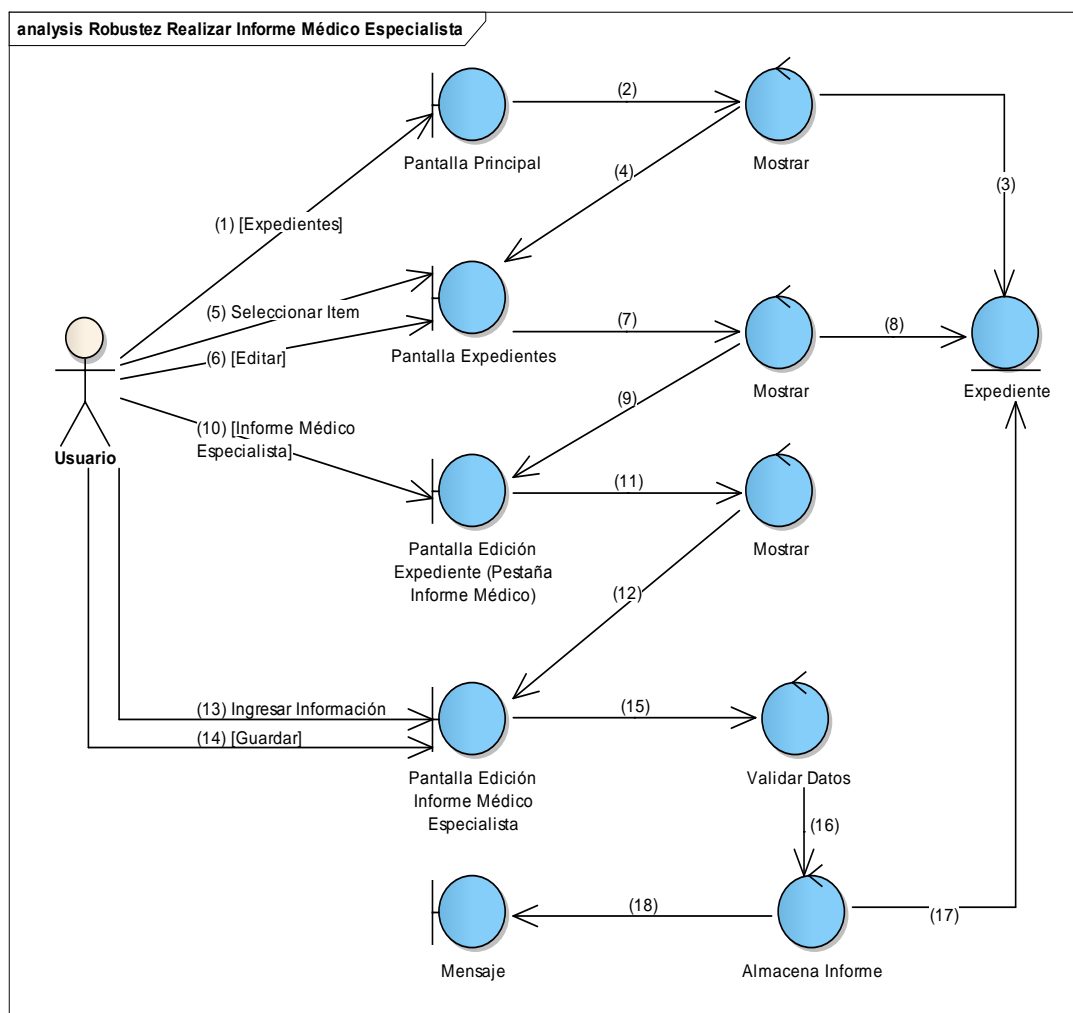 analysis Robustez Realizar Informe Médico Especialista
(2)
Pantalla Principal
Mostrar
(4)
(3)
(1) [Expedientes]
(5) Seleccionar Item
(7)
(8)
(6) [Editar]
Pantalla Expedientes
Mostrar
Expediente
(9)
(10) [Informe Médico
Especialista]
Usuario
(11)
Pantalla Edición
Expediente (Pestaña
Informe Médico)
Mostrar
(12)
(13) Ingresar Información
(15)
(14) [Guardar]
Pantalla Edición
Informe Médico
Especialista
Validar Datos
(16)
(18)
(17)
Mensaje
Almacena Informe